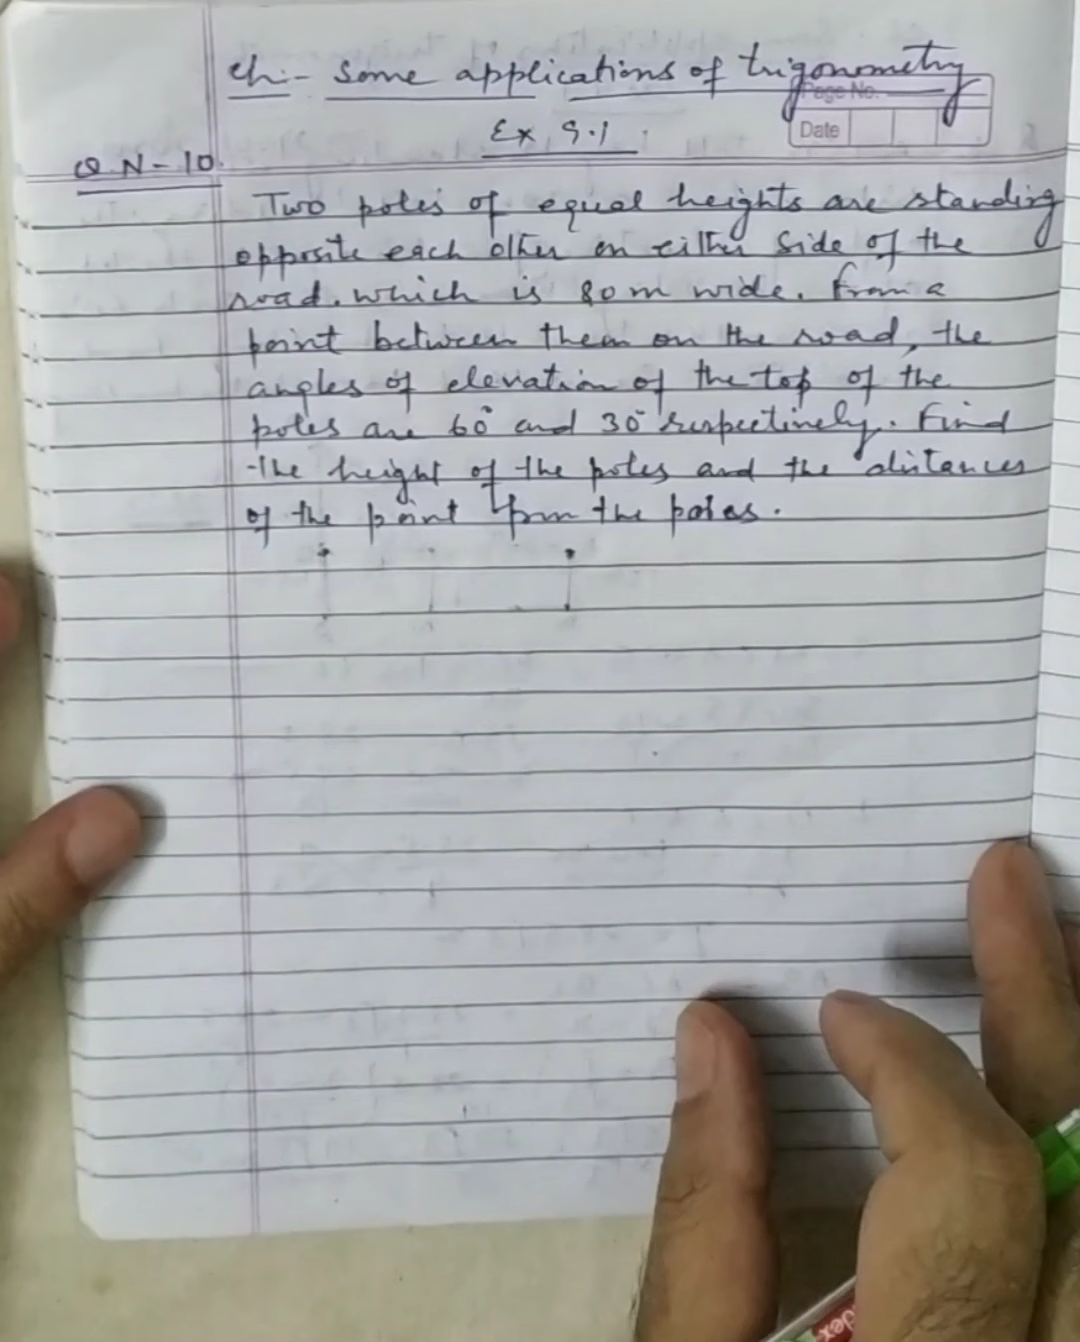 Ch:- Some applications of trigonometry
Page No.
Date
Ex 9.1
Q.N-10.
Two poles of equal heights are standing
opposite each other on either side of the
road, which is 80m wide. From a
point between them on the road, the
angles of elevation of the top of the
poles are 60° and 30° respectively. Find
the height of the poles and the distances
of the point from the poles.